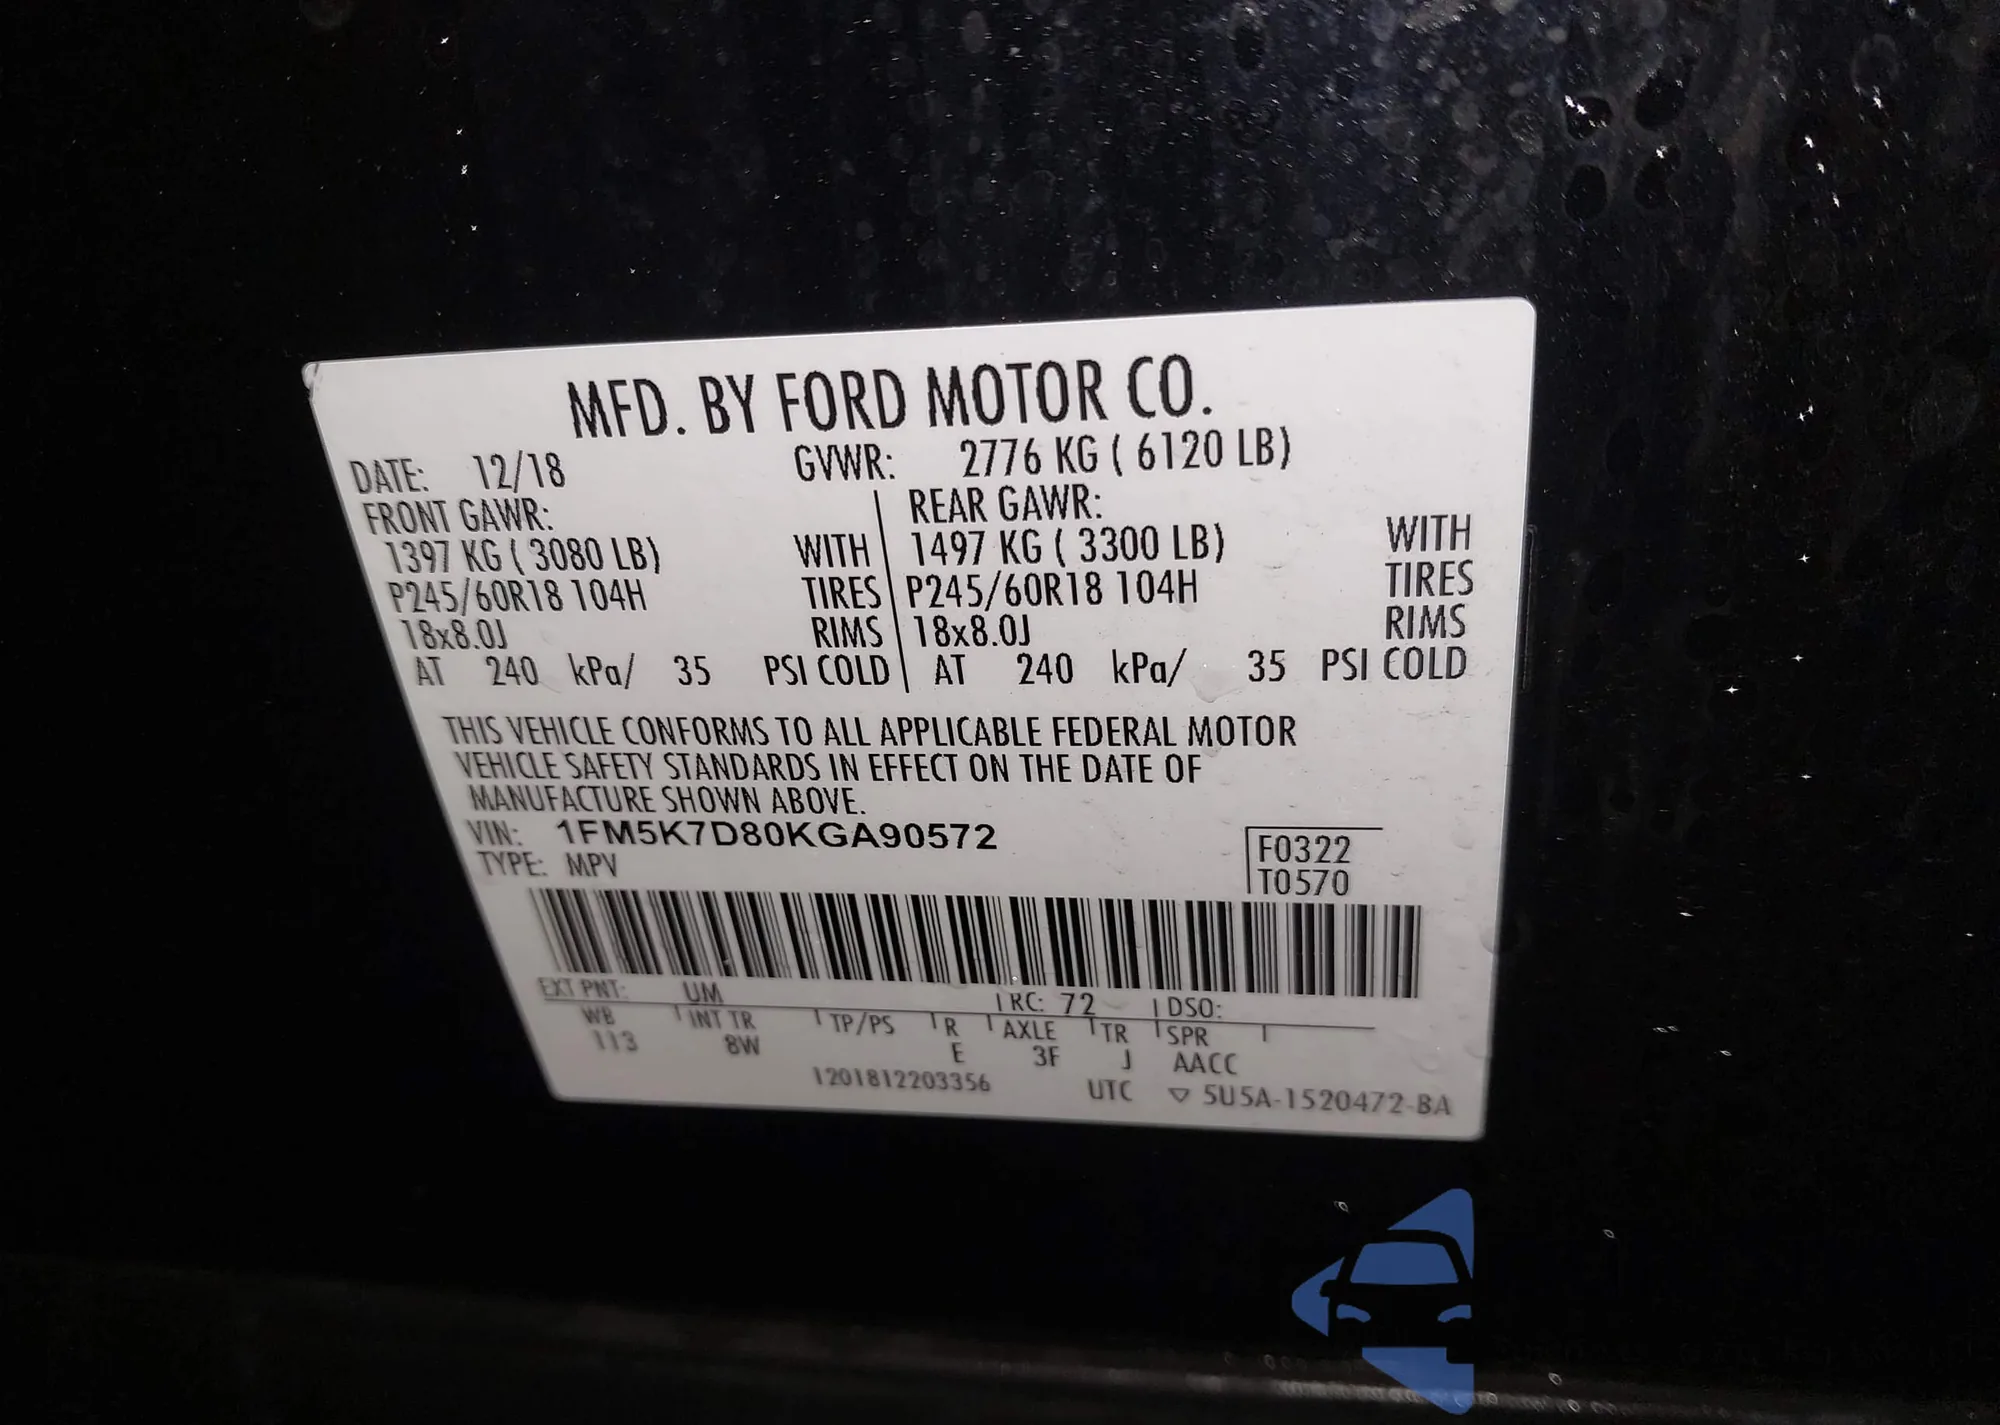 MFD. BY FORD MOTOR CO.
DATE: 12/18 GVWR: 2776 KG ( 6120 LB)
FRONT GAWR: REAR GAWR:
1397 KG ( 3080 LB) WITH 1497 KG ( 3300 LB) WITH
P245/60R18 104H TIRES P245/60R18 104H TIRES
18x8.0J RIMS 18x8.0J RIMS
AT 240 kPa/ 35 PSI COLD AT 240 kPa/ 35 PSI COLD
THIS VEHICLE CONFORMS TO ALL APPLICABLE FEDERAL MOTOR
VEHICLE SAFETY STANDARDS IN EFFECT ON THE DATE OF
MANUFACTURE SHOWN ABOVE.
VIN: 1FM5K7D80KGA90572 F0322
TYPE: MPV T0570
EXT PNT: UM RC: 72 DSO:
WB INT TR TP/PS R AXLE TR SPR
113 8W E 3F J AACC
1201812203356 UTC ▽ 5U5A-1520472-BA